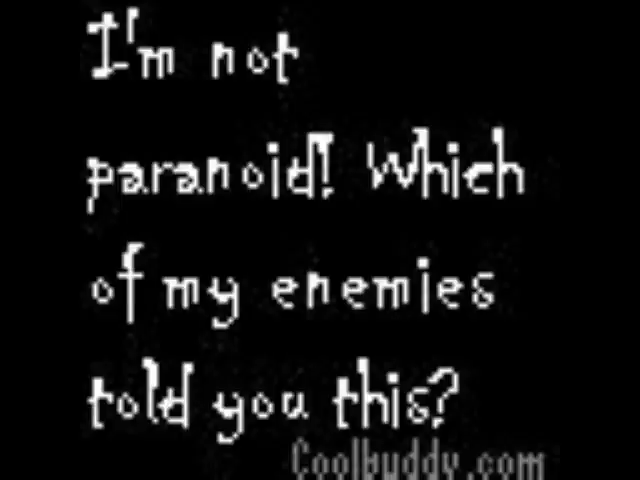 I'm not
paranoid! Which
of my enemies
told you this?
Coolbuddy.com